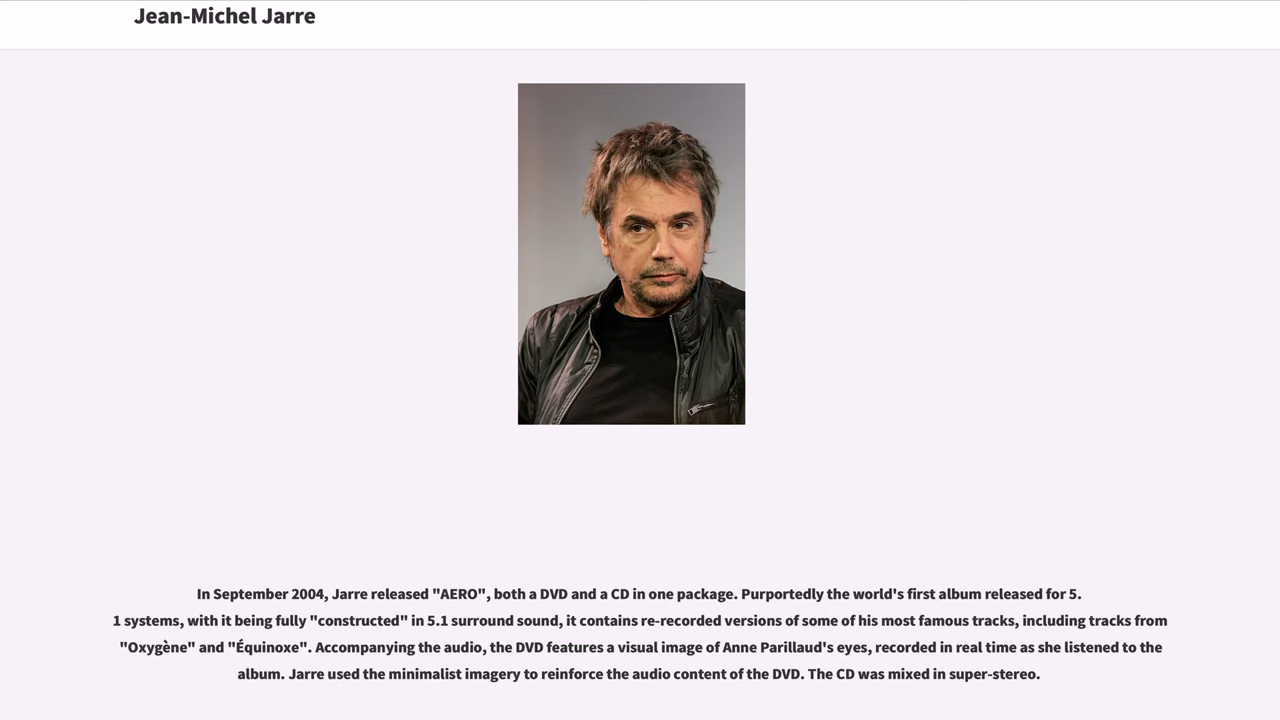 Jean-Michel Jarre
In September 2004, Jarre released "AERO", both a DVD and a CD in one package. Purportedly the world's first album released for 5.
1 systems, with it being fully "constructed" in 5.1 surround sound, it contains re-recorded versions of some of his most famous tracks, including tracks from
"Oxygène" and "Équinoxe". Accompanying the audio, the DVD features a visual image of Anne Parillaud's eyes, recorded in real time as she listened to the
album. Jarre used the minimalist imagery to reinforce the audio content of the DVD. The CD was mixed in super-stereo.